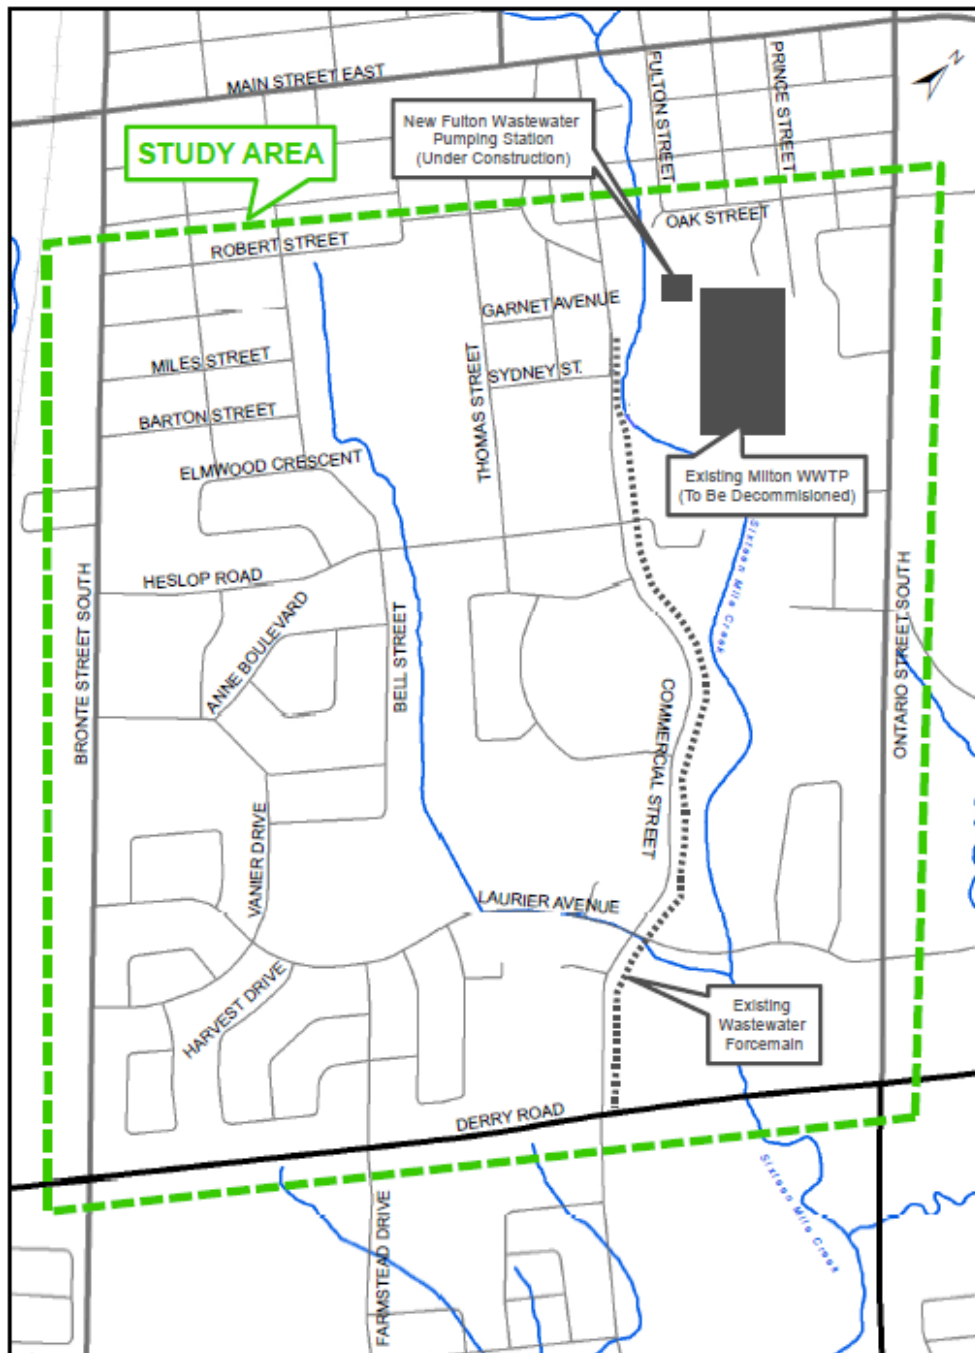 N
MAIN STREET EAST
FULTON STREET
PRINCE STREET
New Fulton Wastewater
Pumping Station
(Under Construction)
STUDY AREA
OAK STREET
ROBERT STREET
GARNET AVENUE
MILES STREET
SYDNEY ST.
THOMAS STREET
BARTON STREET
ELMWOOD CRESCENT
Existing Milton WWTP
(To Be Decommisioned)
Sixteen Mile Creek
HESLOP ROAD
ANNE BOULEVARD
BELL STREET
BRONTE STREET SOUTH
ONTARIO STREET SOUTH
COMMERCIAL STREET
VANIER DRIVE
LAURIER AVENUE
HARVEST DRIVE
Existing
Wastewater
Forcemain
DERRY ROAD
Sixteen Mile Creek
FARMSTEAD DRIVE